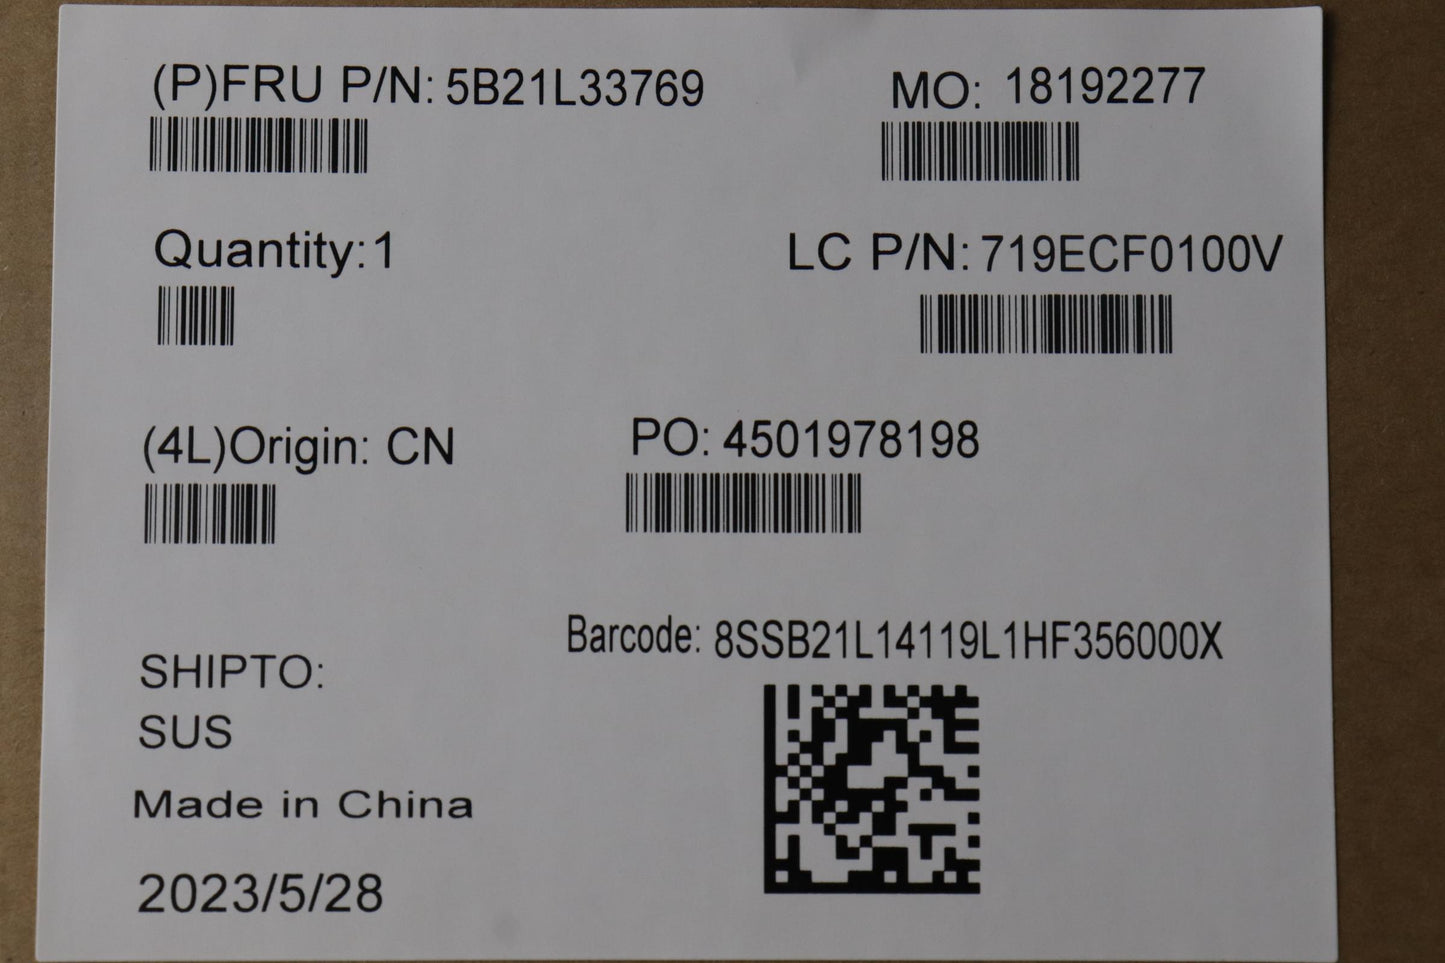 (P)FRU P/N: 5B21L33769
MO: 18192277
Quantity:1
LC P/N: 719ECF0100V
(4L)Origin: CN
PO: 4501978198
Barcode: 8SSB21L14119L1HF356000X
SHIPTO:
SUS
Made in China
2023/5/28